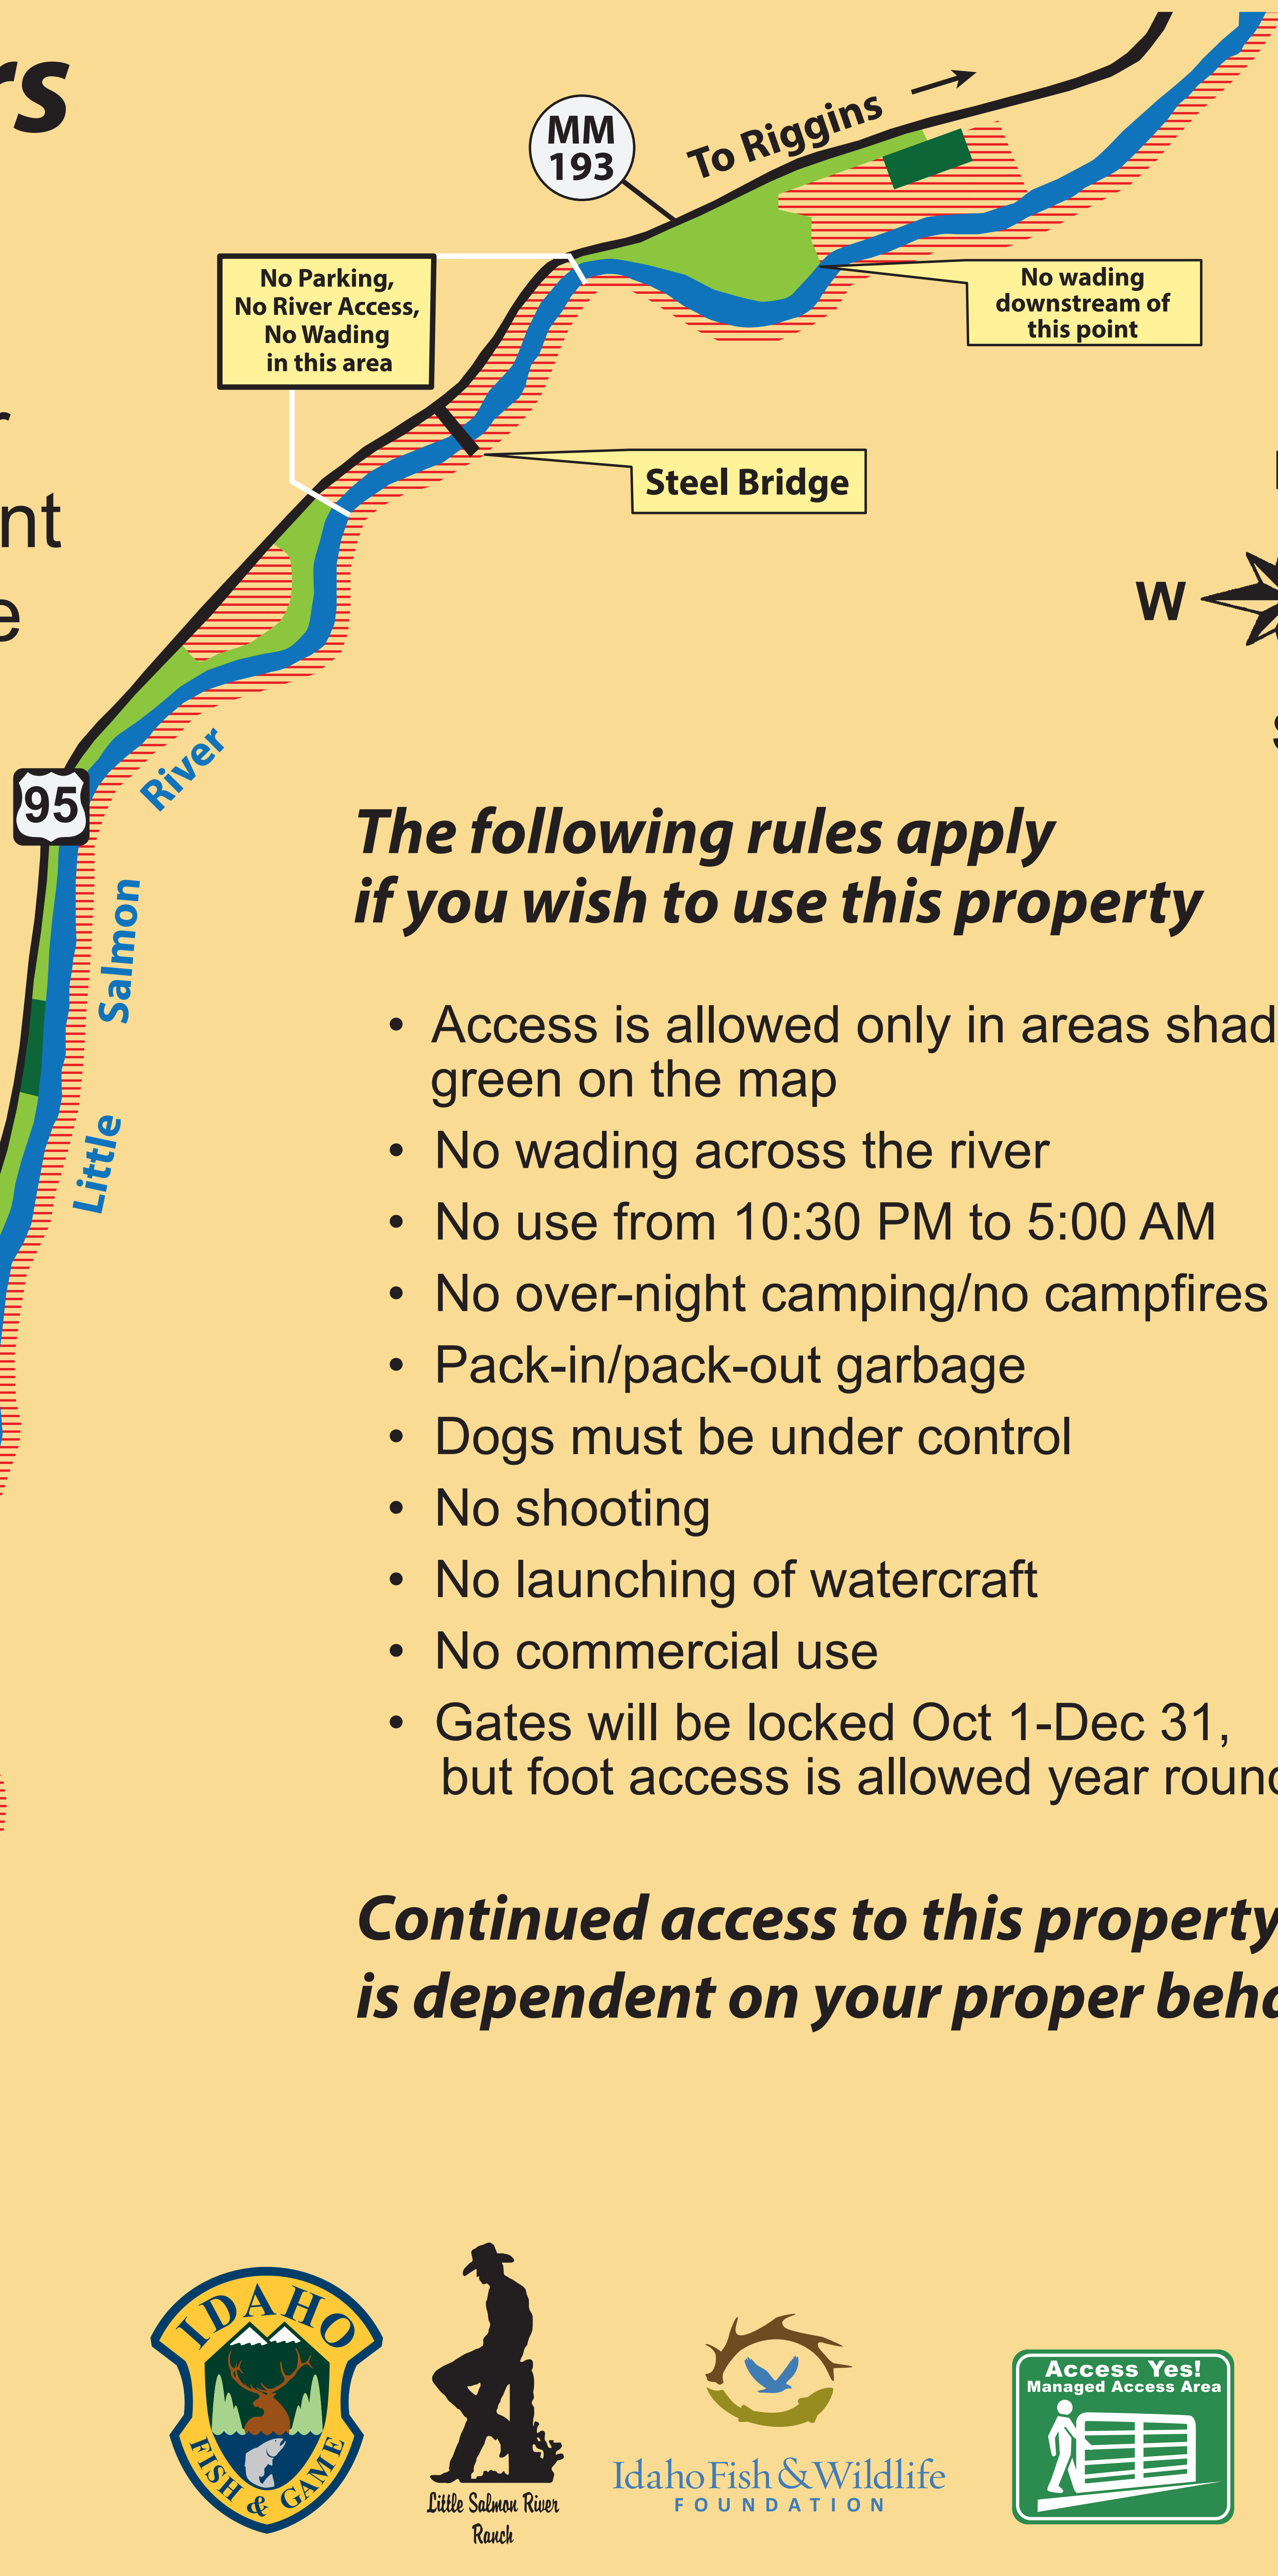 rs
MM
193
To Riggins
No Parking,
No River Access,
No Wading
in this area
No wading
downstream of
this point
Steel Bridge
nt
e
W
River
95
Salmon
Little
The following rules apply
if you wish to use this property
• Access is allowed only in areas shad
green on the map
• No wading across the river
• No use from 10:30 PM to 5:00 AM
• No over-night camping/no campfires
• Pack-in/pack-out garbage
• Dogs must be under control
• No shooting
• No launching of watercraft
• No commercial use
• Gates will be locked Oct 1-Dec 31,
but foot access is allowed year roun
Continued access to this property
is dependent on your proper beh
IDAHO
FISH & GAME
Little Salmon River
Ranch
Idaho Fish & Wildlife
FOUNDATION
Access Yes!
Managed Access Area